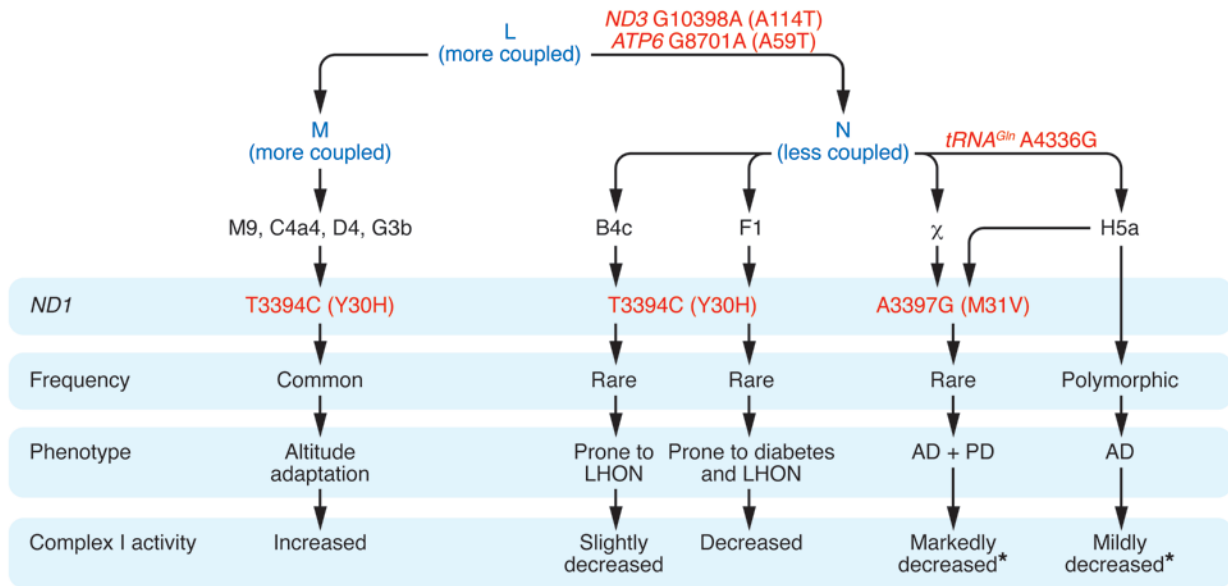 L
(more coupled)
ND3 G10398A (A114T)
ATP6 G8701A (A59T)
M
(more coupled)
N
(less coupled)
tRNA^Gln A4336G
M9, C4a4, D4, G3b
B4c
F1
χ
H5a
ND1
T3394C (Y30H)
T3394C (Y30H)
A3397G (M31V)
Frequency
Common
Rare
Rare
Rare
Polymorphic
Phenotype
Altitude
adaptation
Prone to
LHON
Prone to diabetes
and LHON
AD + PD
AD
Complex I activity
Increased
Slightly
decreased
Decreased
Markedly
decreased*
Mildly
decreased*